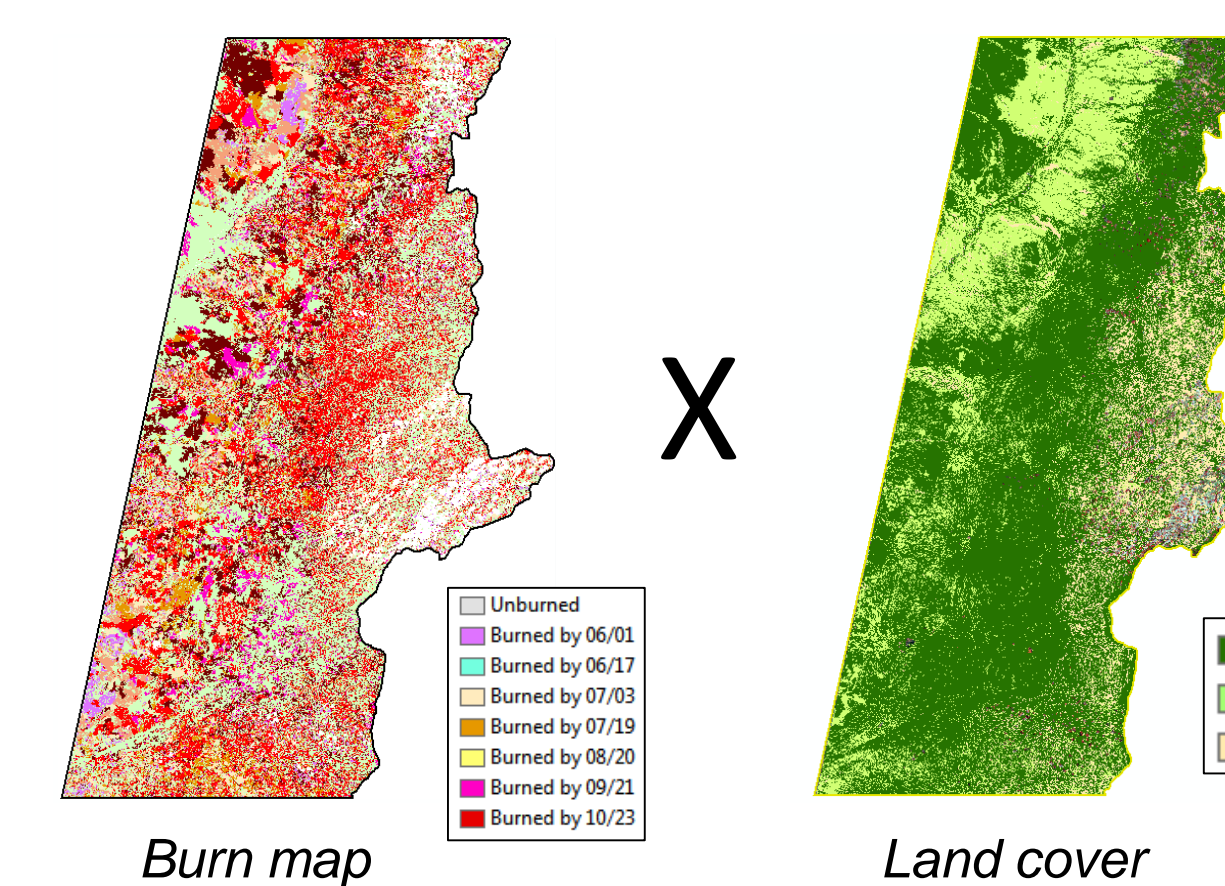 X
Unburned
Burned by 06/01
Burned by 06/17
Burned by 07/03
Burned by 07/19
Burned by 08/20
Burned by 09/21
Burned by 10/23
Burn map
Land cover